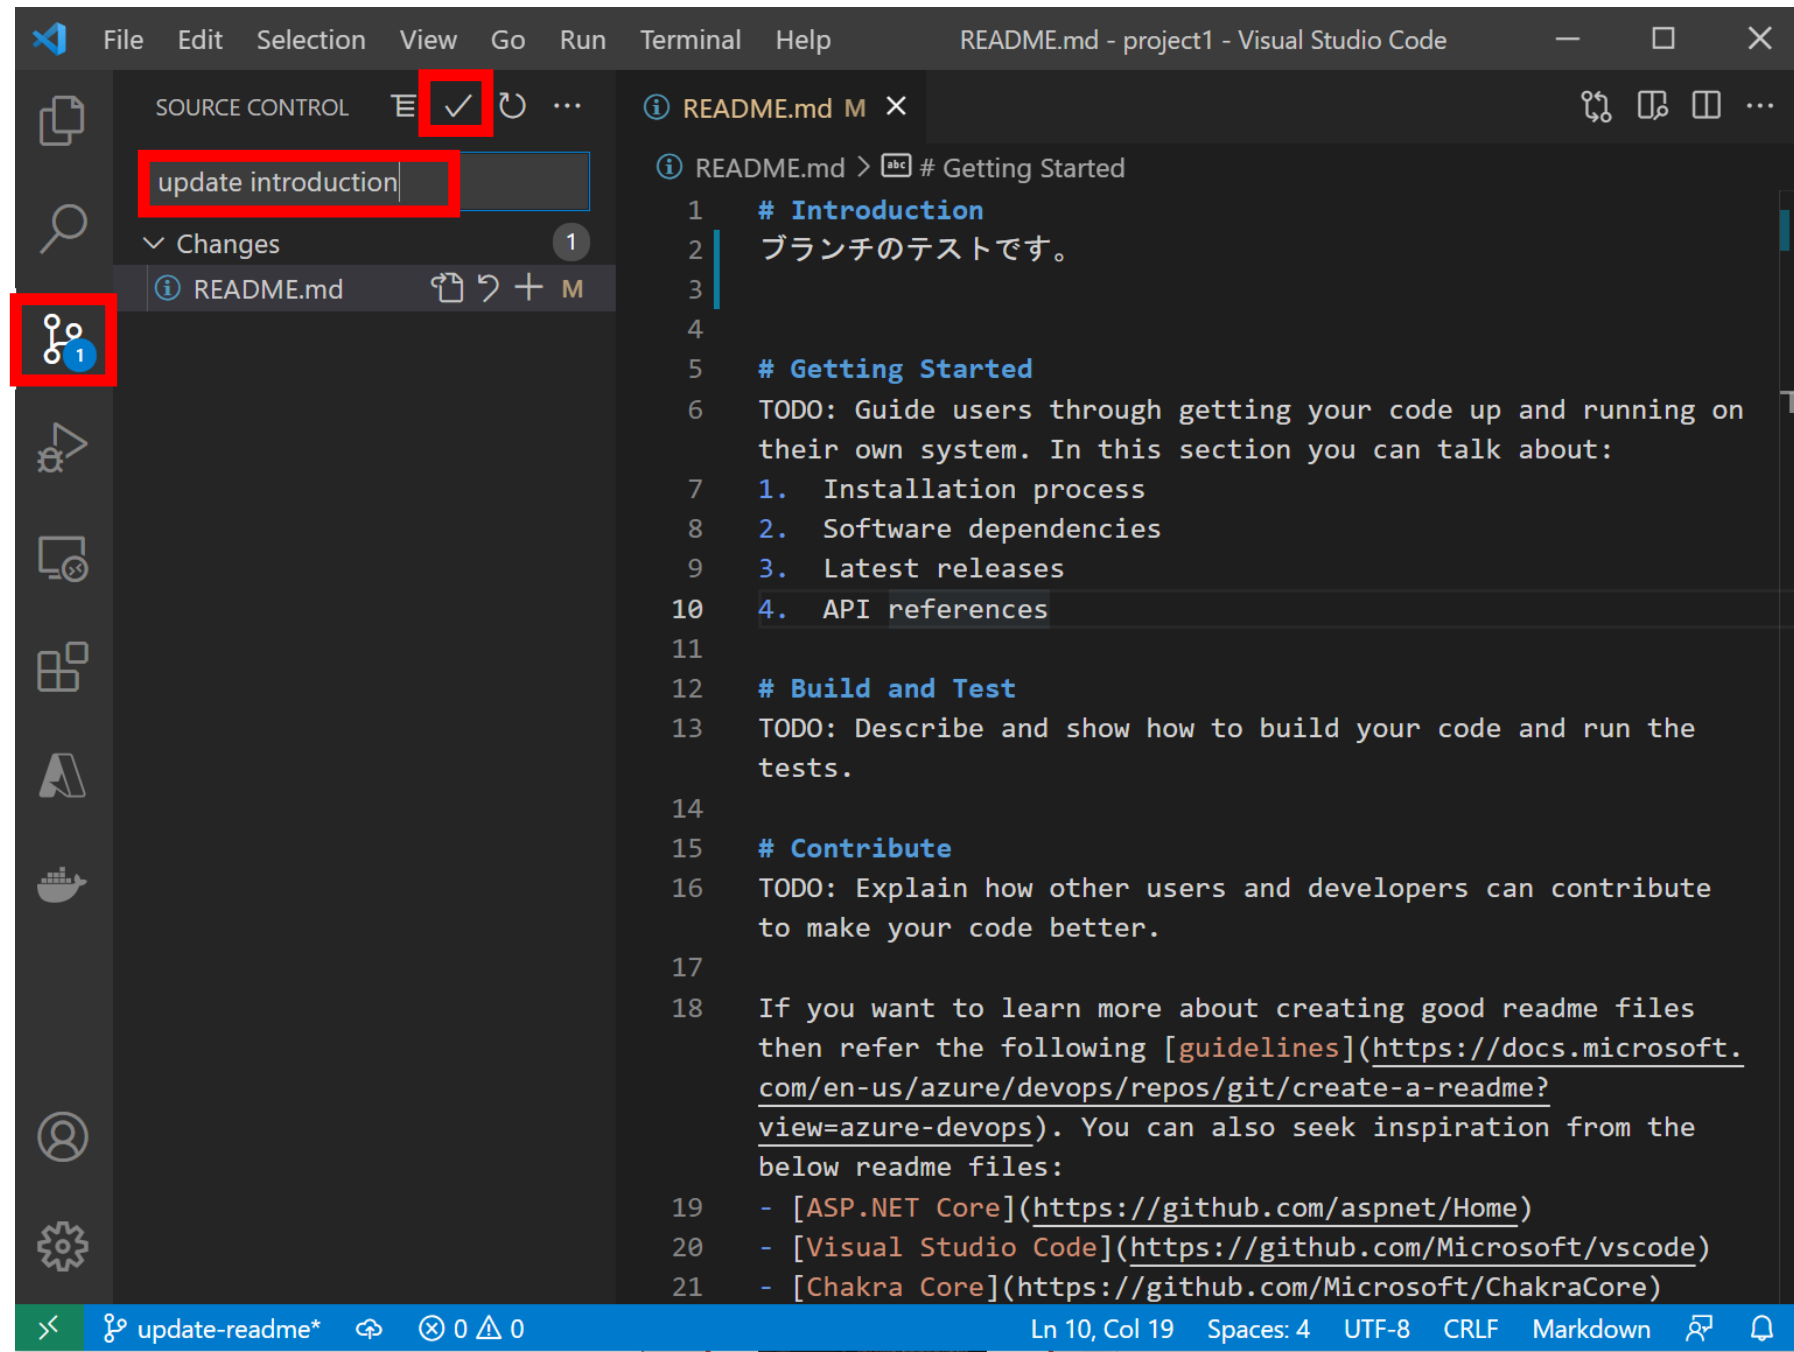 File Edit Selection View Go Run Terminal Help README.md - project1 - Visual Studio Code
SOURCE CONTROL
update introduction
Changes 1
README.md M
1
README.md M
README.md > abc # Getting Started
1 # Introduction
2 ブランチのテストです。
3
4
5 # Getting Started
6 TODO: Guide users through getting your code up and running on
their own system. In this section you can talk about:
7 1. Installation process
8 2. Software dependencies
9 3. Latest releases
10 4. API references
11
12 # Build and Test
13 TODO: Describe and show how to build your code and run the
tests.
14
15 # Contribute
16 TODO: Explain how other users and developers can contribute
to make your code better.
17
18 If you want to learn more about creating good readme files
then refer the following [guidelines](https://docs.microsoft.
com/en-us/azure/devops/repos/git/create-a-readme?
view=azure-devops). You can also seek inspiration from the
below readme files:
19 - [ASP.NET Core](https://github.com/aspnet/Home)
20 - [Visual Studio Code](https://github.com/Microsoft/vscode)
21 - [Chakra Core](https://github.com/Microsoft/ChakraCore)
update-readme* 0 0 Ln 10, Col 19 Spaces: 4 UTF-8 CRLF Markdown